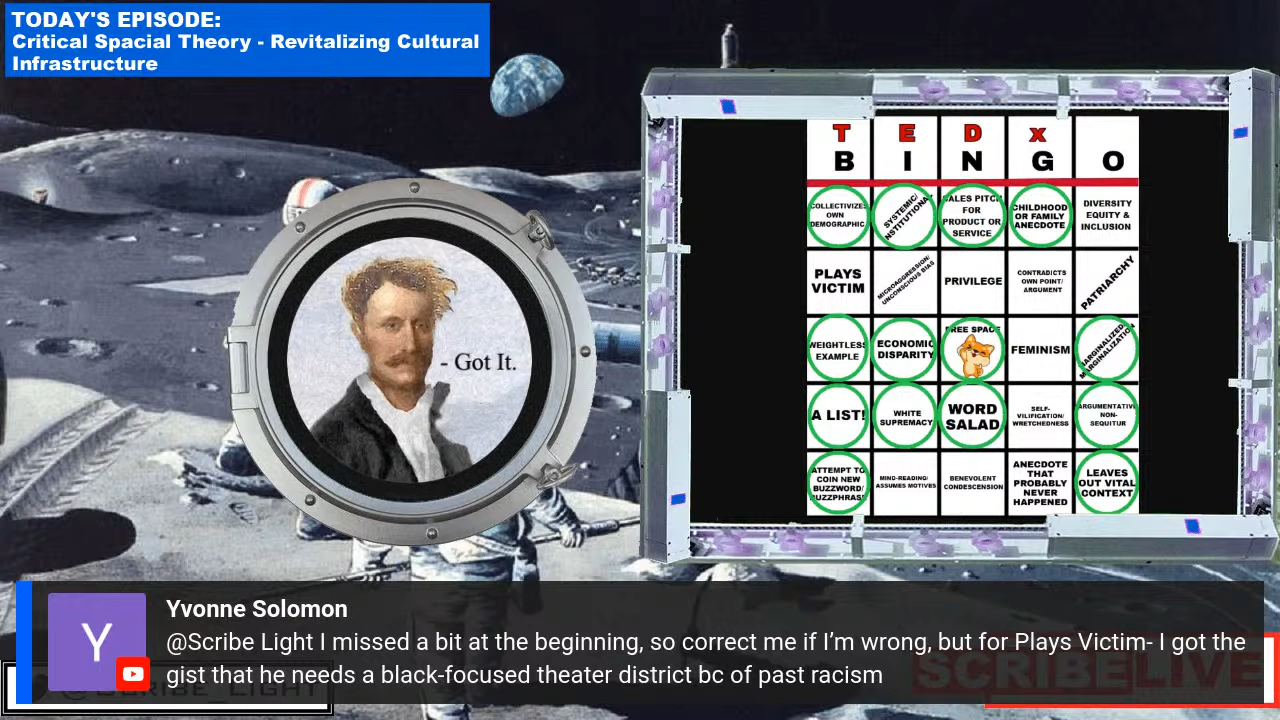 TODAY'S EPISODE:
Critical Spacial Theory - Revitalizing Cultural
Infrastructure
T E D x
B I N G O
COLLECTIVIZES
OWN
DEMOGRAPHIC
SYSTEMIC/
INSTITUTIONAL
SALES PITCH
FOR
PRODUCT OR
SERVICE
CHILDHOOD
OR FAMILY
ANECDOTE
DIVERSITY
EQUITY &
INCLUSION
PLAYS
VICTIM
MICROAGGRESSION/
UNCONSCIOUS BIAS
PRIVILEGE
CONTRADICTS
OWN POINT/
ARGUMENT
PATRIARCHY
WEIGHTLESS
EXAMPLE
ECONOMIC
DISPARITY
FREE SPACE
FEMINISM
MARGINALIZED/
MARGINALIZATION
A LIST!
WHITE
SUPREMACY
WORD
SALAD
SELF-
VILIFICATION/
WRETCHEDNESS
ARGUMENTATIVE
NON-
SEQUITUR
ATTEMPT TO
COIN NEW
BUZZWORD/
BUZZPHRASE
MIND-READING/
ASSUMES MOTIVES
BENEVOLENT
CONDESCENSION
ANECDOTE
THAT
PROBABLY
NEVER
HAPPENED
LEAVES
OUT VITAL
CONTEXT
- Got It.
Y
Yvonne Solomon
@Scribe Light I missed a bit at the beginning, so correct me if I’m wrong, but for Plays Victim- I got the
gist that he needs a black-focused theater district bc of past racism
@SCRIBE_LIGHT
SCRIBELIVE